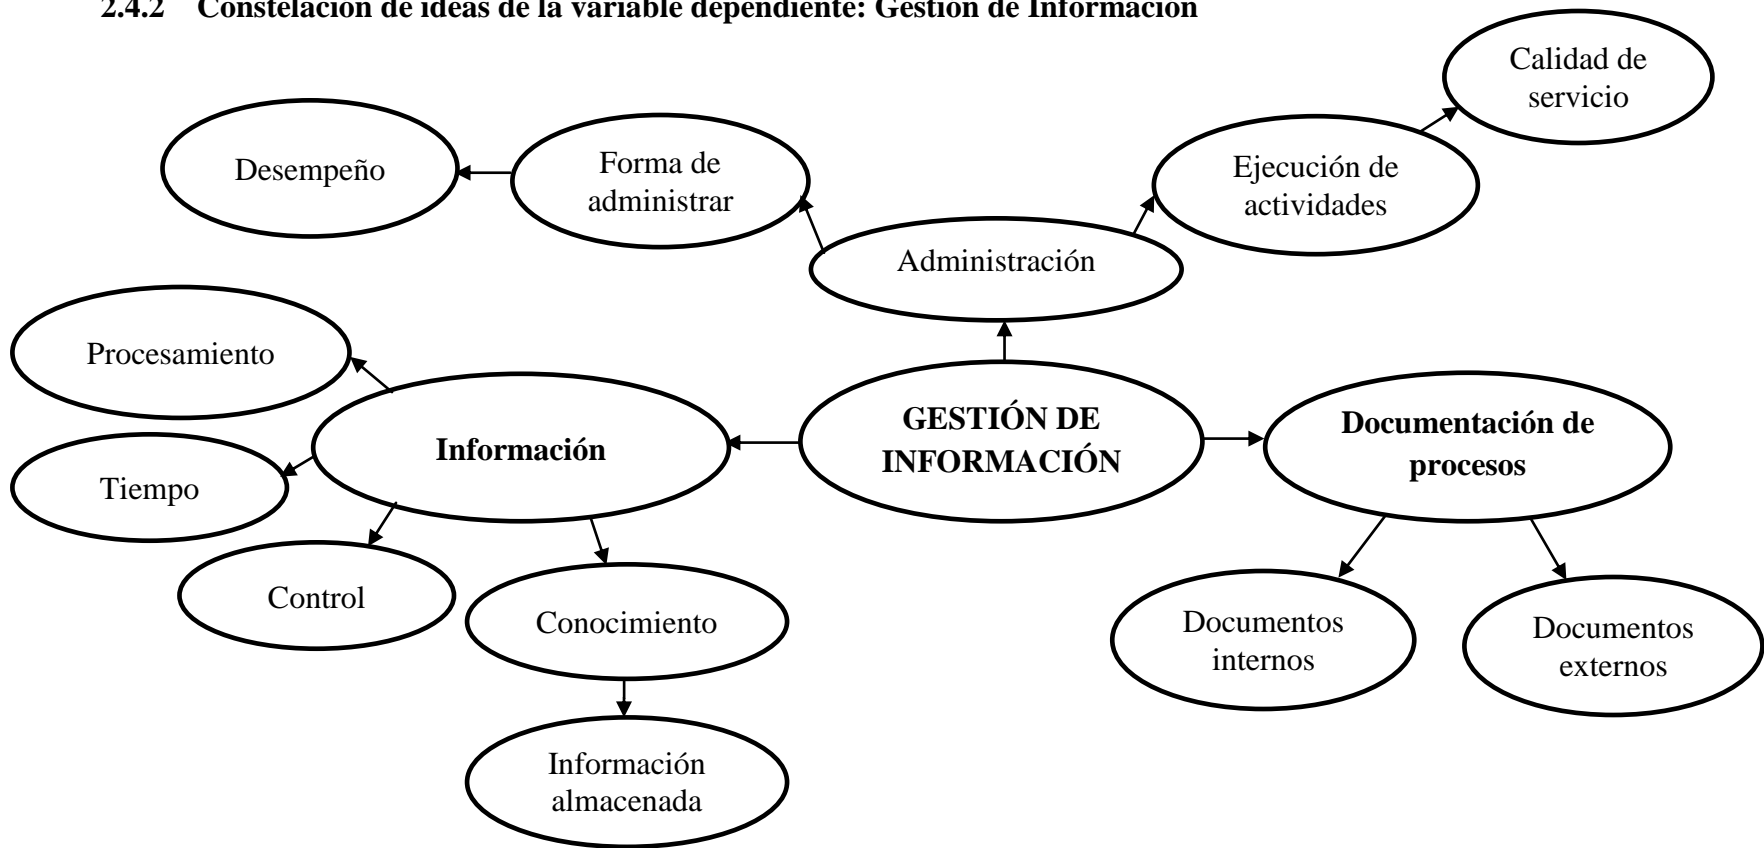 2.4.2 Constelación de ideas de la variable dependiente: Gestión de Información
Calidad de
servicio
Desempeño
Forma de
administrar
Ejecución de
actividades
Administración
Procesamiento
Información
GESTIÓN DE
INFORMACIÓN
Documentación de
procesos
Tiempo
Control
Conocimiento
Documentos
internos
Documentos
externos
Información
almacenada